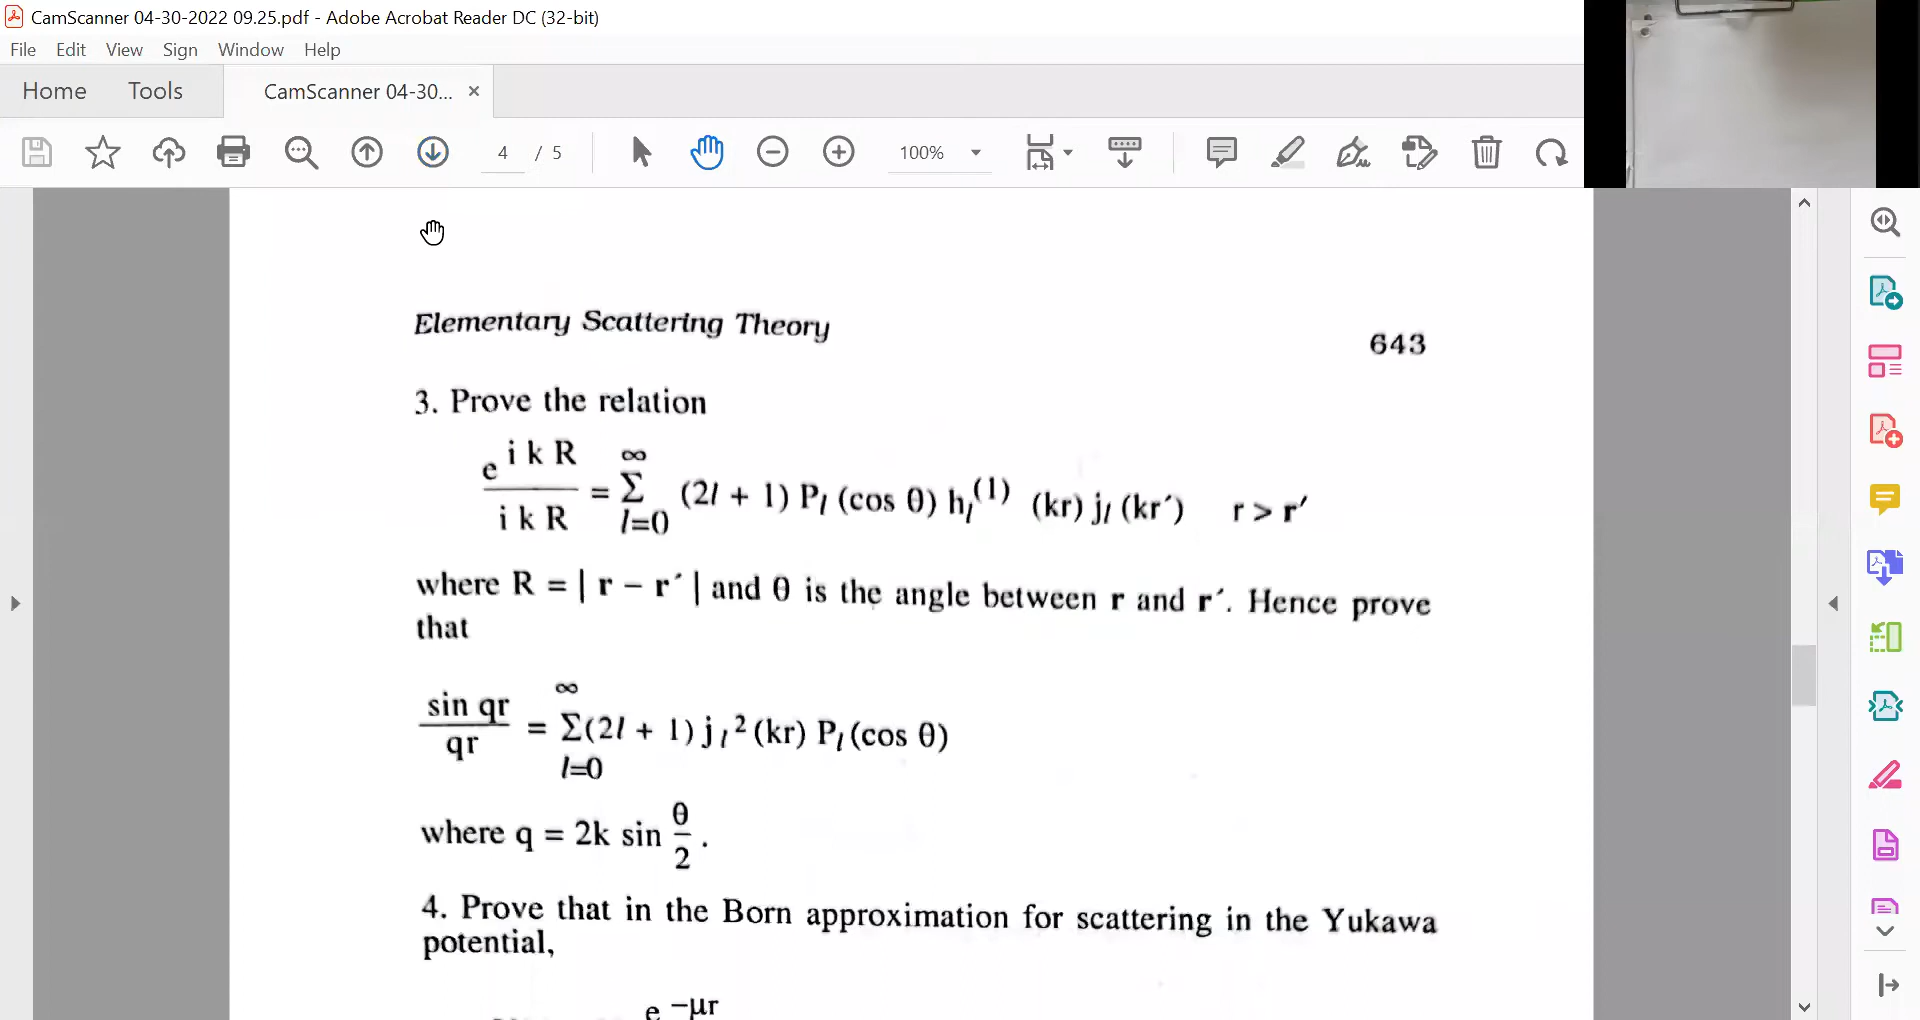 CamScanner 04-30-2022 09.25.pdf - Adobe Acrobat Reader DC (32-bit)
File Edit View Sign Window Help
Home Tools CamScanner 04-30... ×
4 / 5 100%
Elementary Scattering Theory
643
3. Prove the relation
e^{i k R} / i k R = Σ_{l=0}^{∞} (2l + 1) P_l (cos θ) h_l^{(1)} (kr) j_l (kr′) r > r′
where R = | r − r′ | and θ is the angle between r and r′. Hence prove
that
sin qr / qr = Σ_{l=0}^{∞} (2l + 1) j_l^2 (kr) P_l (cos θ)
where q = 2k sin θ/2 .
4. Prove that in the Born approximation for scattering in the Yukawa
potential,
e^{−μr}